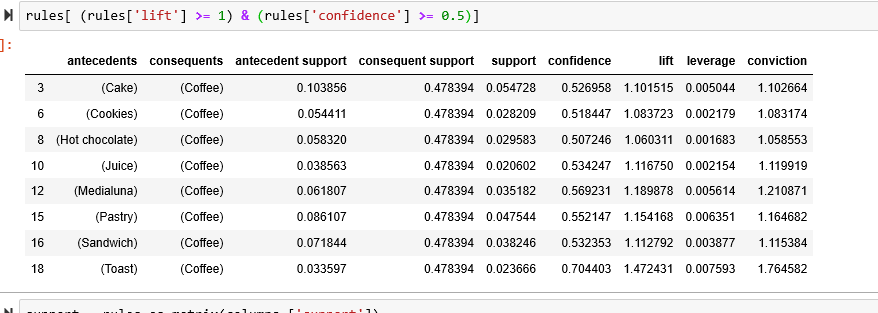 rules[ (rules['lift'] >= 1) & (rules['confidence'] >= 0.5)]
]:
antecedents consequents antecedent support consequent support support confidence lift leverage conviction
3 (Cake) (Coffee) 0.103856 0.478394 0.054728 0.526958 1.101515 0.005044 1.102664
6 (Cookies) (Coffee) 0.054411 0.478394 0.028209 0.518447 1.083723 0.002179 1.083174
8 (Hot chocolate) (Coffee) 0.058320 0.478394 0.029583 0.507246 1.060311 0.001683 1.058553
10 (Juice) (Coffee) 0.038563 0.478394 0.020602 0.534247 1.116750 0.002154 1.119919
12 (Medialuna) (Coffee) 0.061807 0.478394 0.035182 0.569231 1.189878 0.005614 1.210871
15 (Pastry) (Coffee) 0.086107 0.478394 0.047544 0.552147 1.154168 0.006351 1.164682
16 (Sandwich) (Coffee) 0.071844 0.478394 0.038246 0.532353 1.112792 0.003877 1.115384
18 (Toast) (Coffee) 0.033597 0.478394 0.023666 0.704403 1.472431 0.007593 1.764582